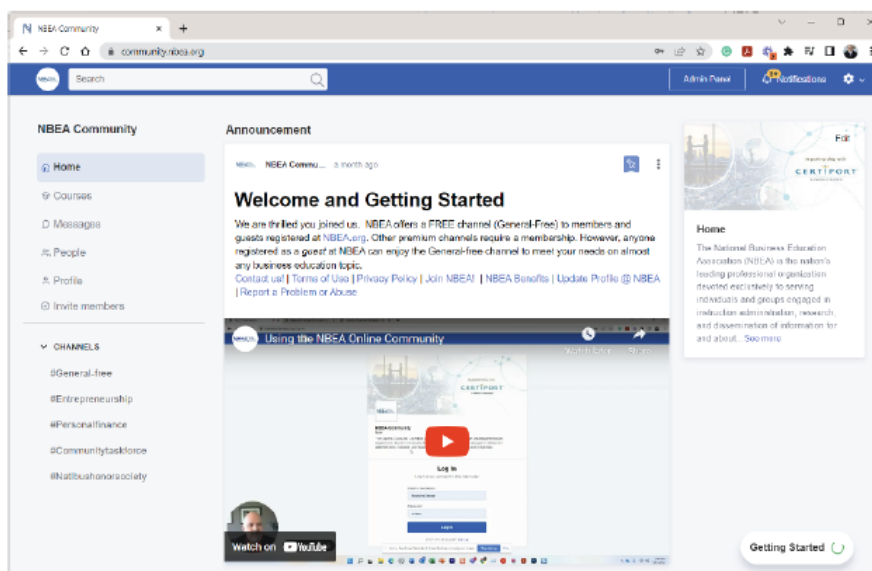 NBEA Community
community.nbea.org
Search
Admin Panel
Notifications
NBEA Community
Home
Courses
Messages
People
Profile
Invite members
CHANNELS
#General-free
#Entrepreneurship
#Personalfinance
#Communitytaskforce
#Natlbushonorsociety
Announcement
NBEA Commu... a month ago
Welcome and Getting Started
We are thrilled you joined us. NBEA offers a FREE channel (General-Free) to members and
guests registered at NBEA.org. Other premium channels require a membership. However, anyone
registered as a guest at NBEA can enjoy the General-free channel to meet your needs on almost
any business education topic.
Contact us! | Terms of Use | Privacy Policy | Join NBEA! | NBEA Benefits | Update Profile @ NBEA
| Report a Problem or Abuse
Using the NBEA Online Community
Watch later
Share
CERTIPORT
NBEA Community
Log In
Log In
Watch on YouTube
CERTIPORT
Home
The National Business Education
Association (NBEA) is the nation's
leading professional organization
devoted exclusively to serving
individuals and groups engaged in
instruction administration, research,
and dissemination of information for
and about... See more
Getting Started